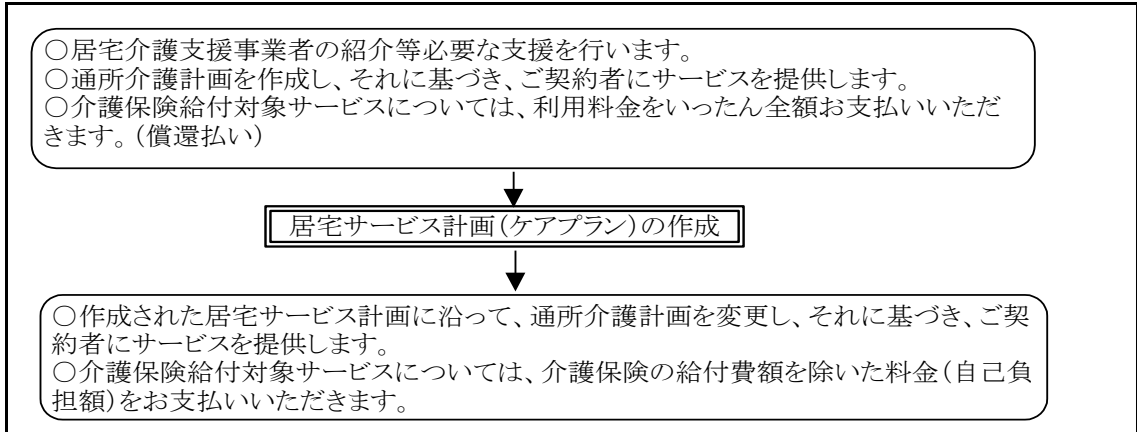 ○居宅介護支援事業者の紹介等必要な支援を行います。
○通所介護計画を作成し、それに基づき、ご契約者にサービスを提供します。
○介護保険給付対象サービスについては、利用料金をいったん全額お支払いいただ
きます。(償還払い)
居宅サービス計画(ケアプラン)の作成
○作成された居宅サービス計画に沿って、通所介護計画を変更し、それに基づき、ご契
約者にサービスを提供します。
○介護保険給付対象サービスについては、介護保険の給付費額を除いた料金(自己負
担額)をお支払いいただきます。